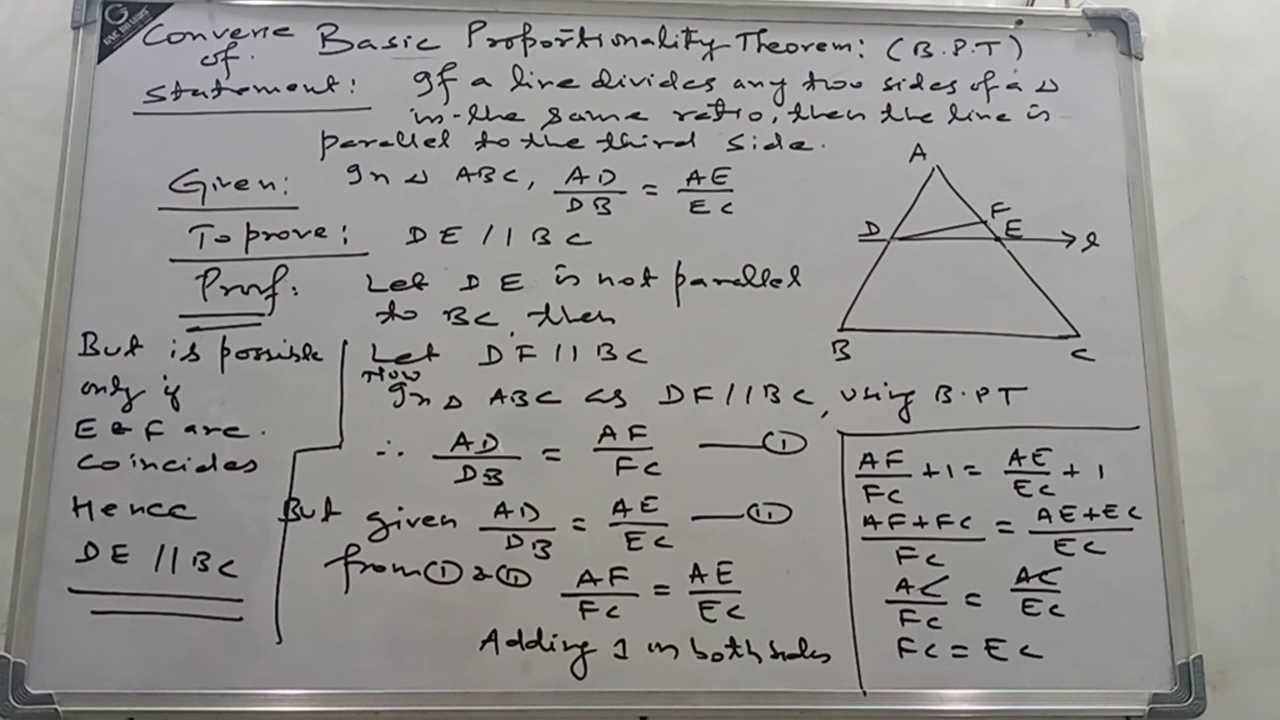 Converse Basic Proportionality Theorem: (B.P.T)
of
Statement: If a line divides any two sides of a Δ
in the same ratio, then the line is
parallel to the third side.
Given: In Δ ABC, AD/DB = AE/EC
To prove: DE // BC
Proof: Let DE is not parallel
to BC, then
Let DF // BC
Now
In Δ ABC as DF // BC, using B.P.T
∴ AD/DB = AF/FC —— (I)
But given AD/DB = AE/EC —— (II)
from (I) & (II) AF/FC = AE/EC
Adding 1 in both sides
AF/FC + 1 = AE/EC + 1
AF + FC/FC = AE + EC/EC
AC/FC = AC/EC
FC = EC
But is possible
only if
E & F are
Coincides
Hence
DE // BC
A
D
F
E
l
B
C